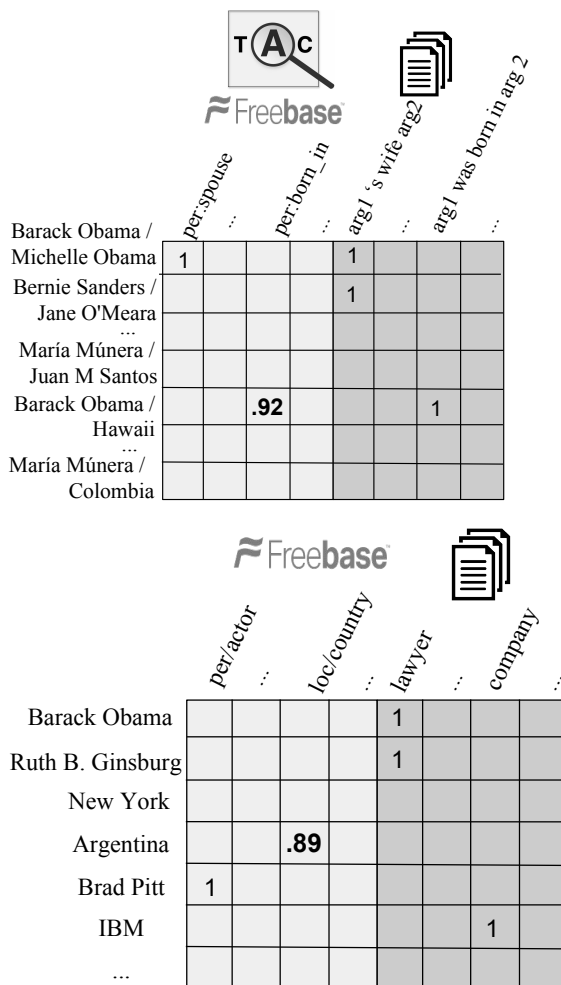 TAC
Freebase
per:spouse
...
per:born_in
...
arg1 ‘s wife arg2
...
arg1 was born in arg 2
...
Barack Obama /
Michelle Obama 1 1
Bernie Sanders /
Jane O'Meara 1
...
María Múnera /
Juan M Santos
Barack Obama /
Hawaii .92 1
...
María Múnera /
Colombia
Freebase
per/actor
...
loc/country
...
lawyer
...
company
...
Barack Obama 1
Ruth B. Ginsburg 1
New York
Argentina .89
Brad Pitt 1
IBM 1
...